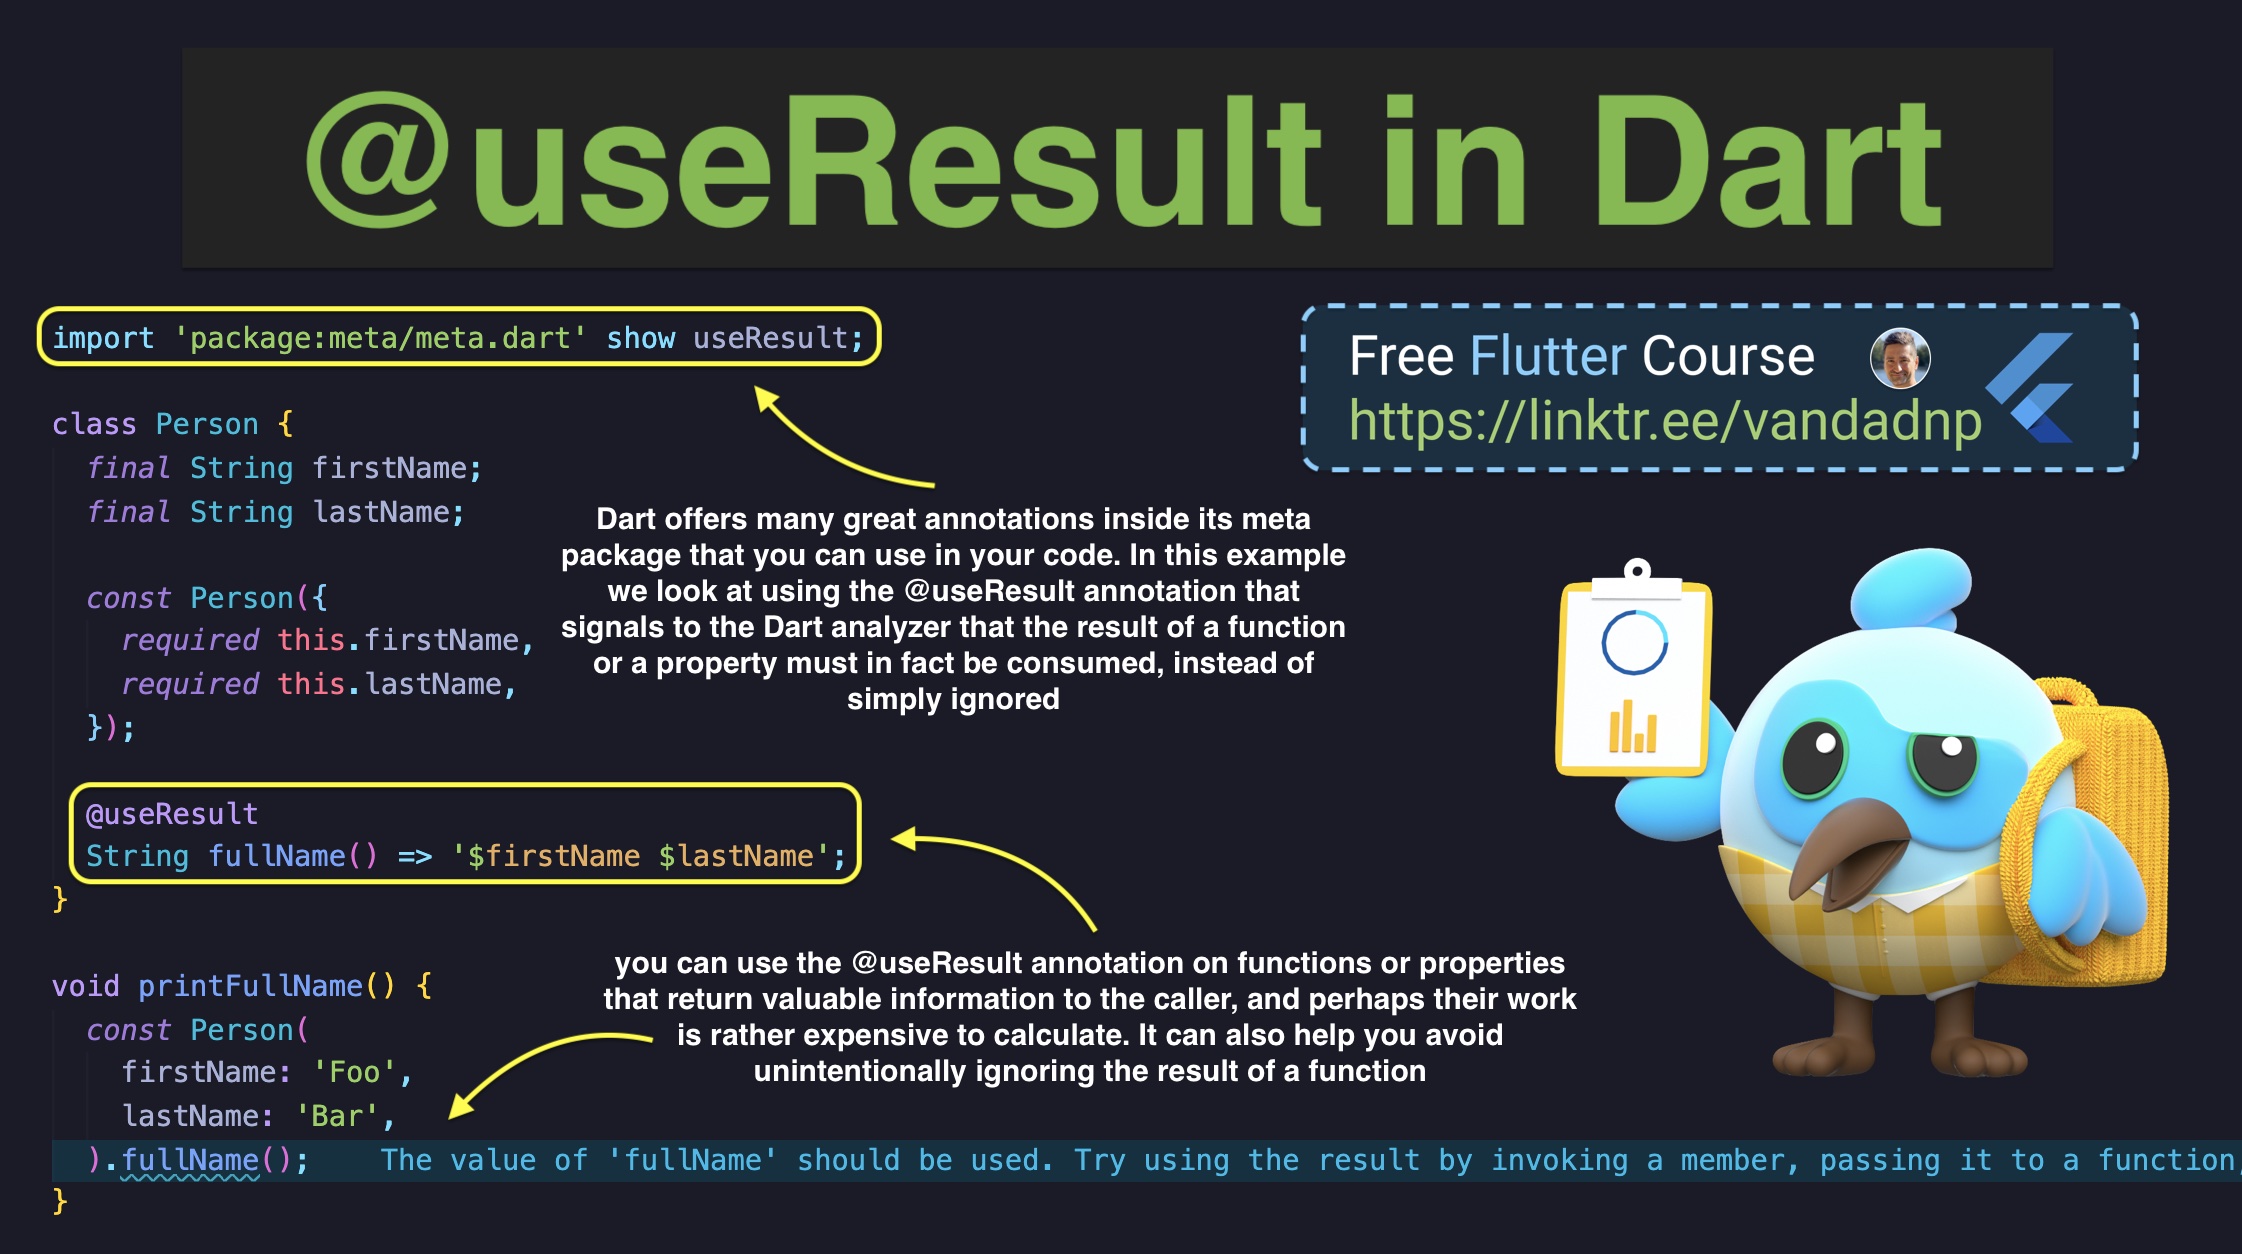 @useResult in Dart
import 'package:meta/meta.dart' show useResult;
Free Flutter Course
https://linktr.ee/vandadnp
class Person {
  final String firstName;
  final String lastName;
  const Person({
    required this.firstName,
    required this.lastName,
  });
Dart offers many great annotations inside its meta
package that you can use in your code. In this example
we look at using the @useResult annotation that
signals to the Dart analyzer that the result of a function
or a property must in fact be consumed, instead of
simply ignored
  @useResult
  String fullName() => '$firstName $lastName';
}
you can use the @useResult annotation on functions or properties
that return valuable information to the caller, and perhaps their work
is rather expensive to calculate. It can also help you avoid
unintentionally ignoring the result of a function
void printFullName() {
  const Person(
    firstName: 'Foo',
    lastName: 'Bar',
  ).fullName();    The value of 'fullName' should be used. Try using the result by invoking a member, passing it to a function,
}